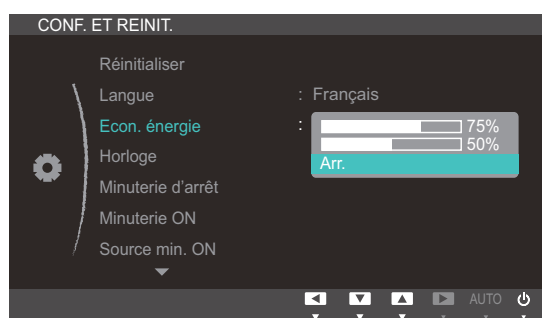 CONF. ET REINIT.
Réinitialiser
Langue : Français
Econ. énergie : 75%
50%
Horloge Arr.
Minuterie d'arrêt
Minuterie ON
Source min. ON
AUTO